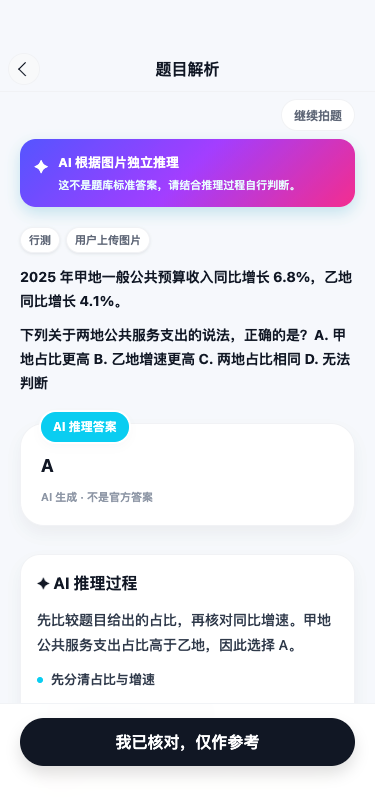 题目解析
继续拍题
AI 根据图片独立推理
这不是题库标准答案，请结合推理过程自行判断。
行测
用户上传图片
2025 年甲地一般公共预算收入同比增长 6.8%，乙地
同比增长 4.1%。
下列关于两地公共服务支出的说法，正确的是？A. 甲
地占比更高 B. 乙地增速更高 C. 两地占比相同 D. 无法
判断
AI 推理答案
A
AI 生成 · 不是官方答案
AI 推理过程
先比较题目给出的占比，再核对同比增速。甲地
公共服务支出占比高于乙地，因此选择 A。
先分清占比与增速
我已核对，仅作参考